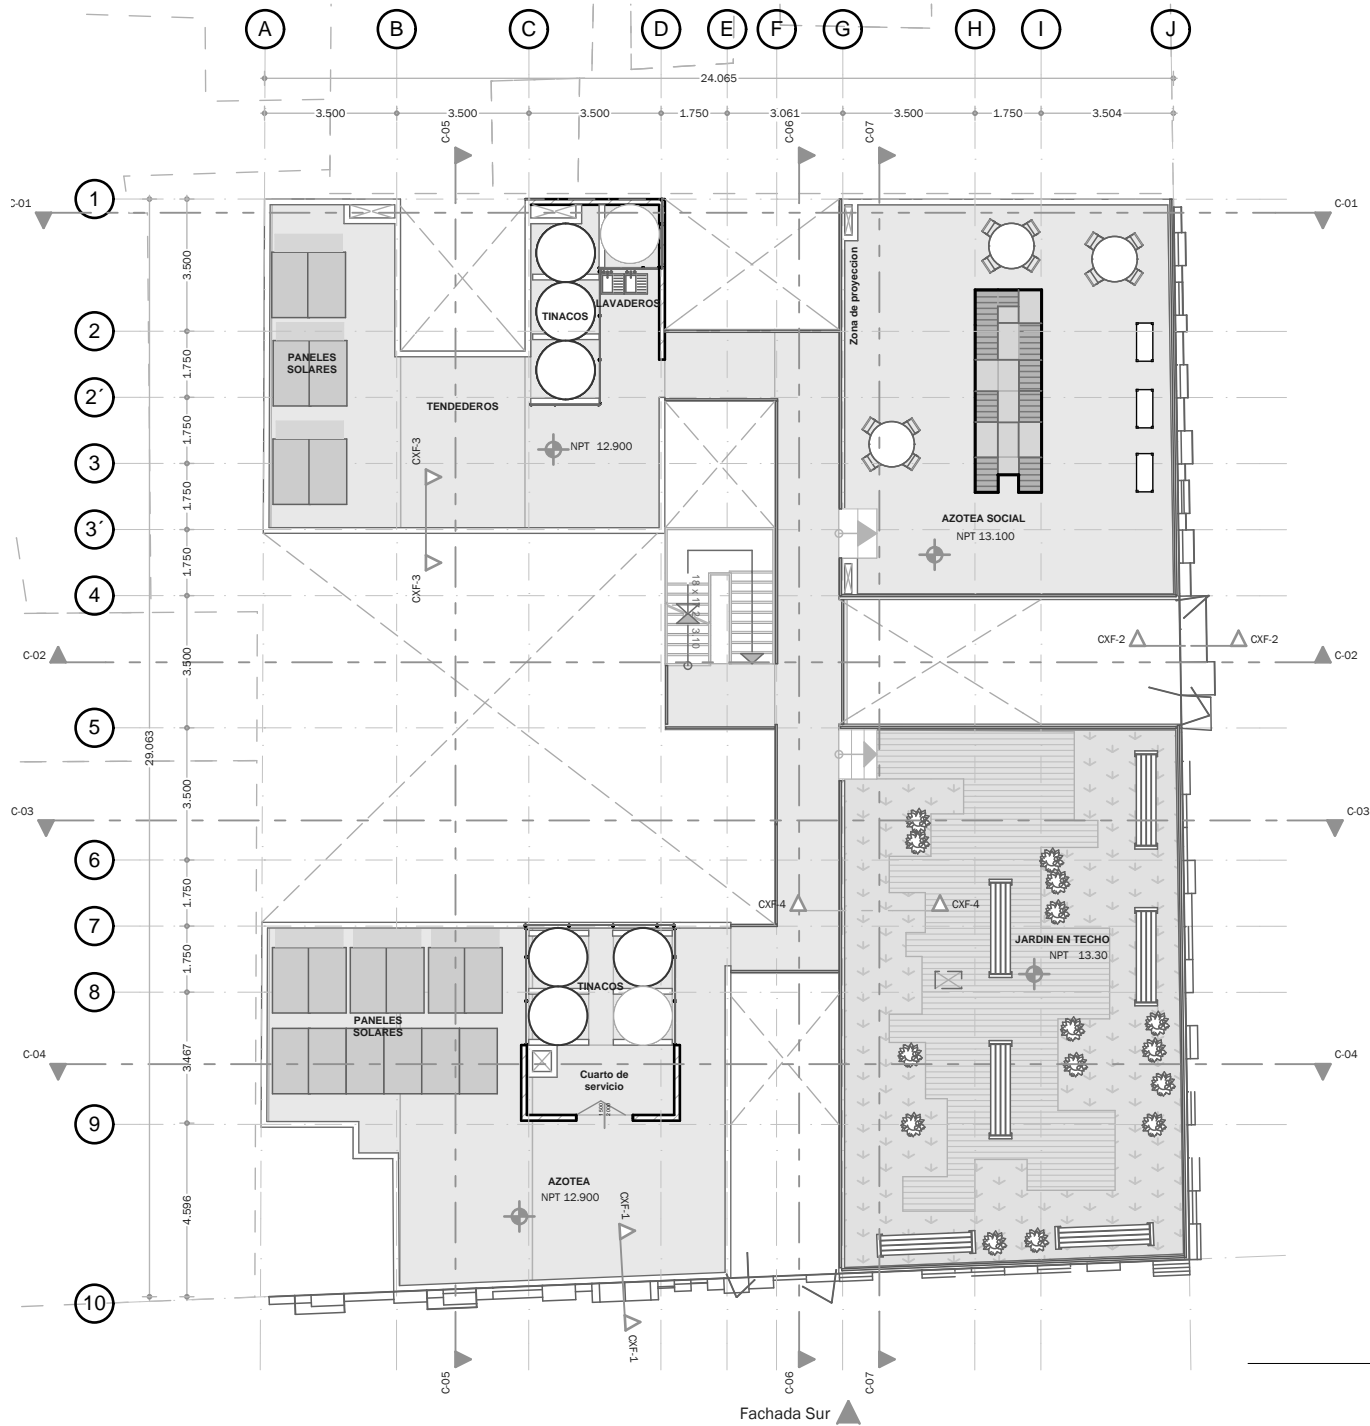 A B C D E F G H I J
24.065
3.500 3.500 3.500 1.750 3.061 3.500 1.750 3.504
C-05 C-06 C-07
1
C-01 C-01
3.500
Zona de proyeccion
LAVADEROS
TINACOS
2
PANELES
SOLARES
1.750
2´
TENDEDEROS
1.750
CXF-3
NPT 12.900
3
1.750
AZOTEA SOCIAL
3´
NPT 13.100
1.750
CXF-3
4
CXF-2 CXF-2
C-02 C-02
3.500
5
29.063
3.500
C-03 C-03
6
1.750
CXF-4 CXF-4
7
JARDIN EN TECHO
NPT 13.30
1.750
TINACOS
8
PANELES
SOLARES
3.467
C-04 C-04
Cuarto de
servicio
9
AZOTEA
NPT 12.900
CXF-1
4.596
10
CXF-1
C-05 C-06 C-07
Fachada Sur